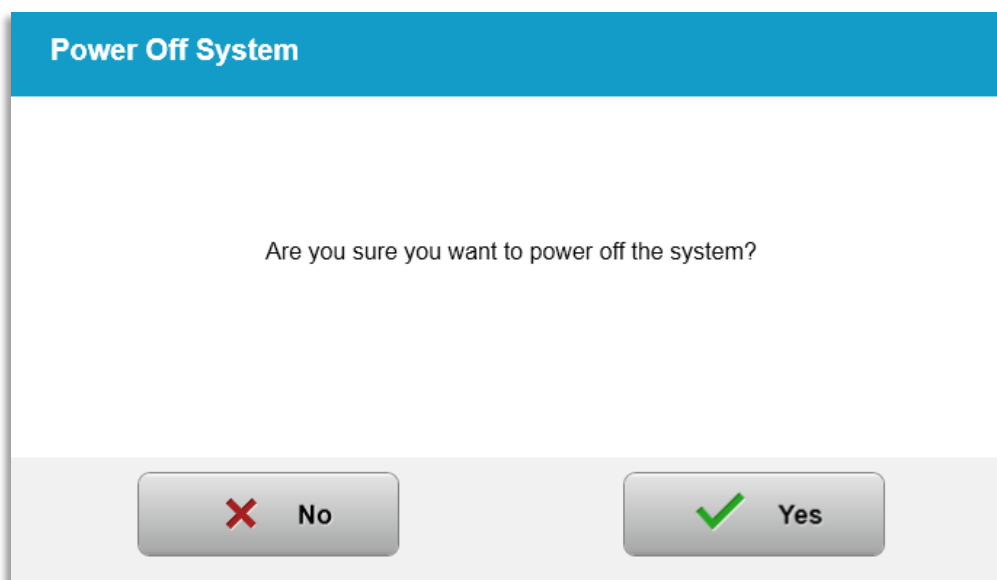 Power Off System
Are you sure you want to power off the system?
No
Yes